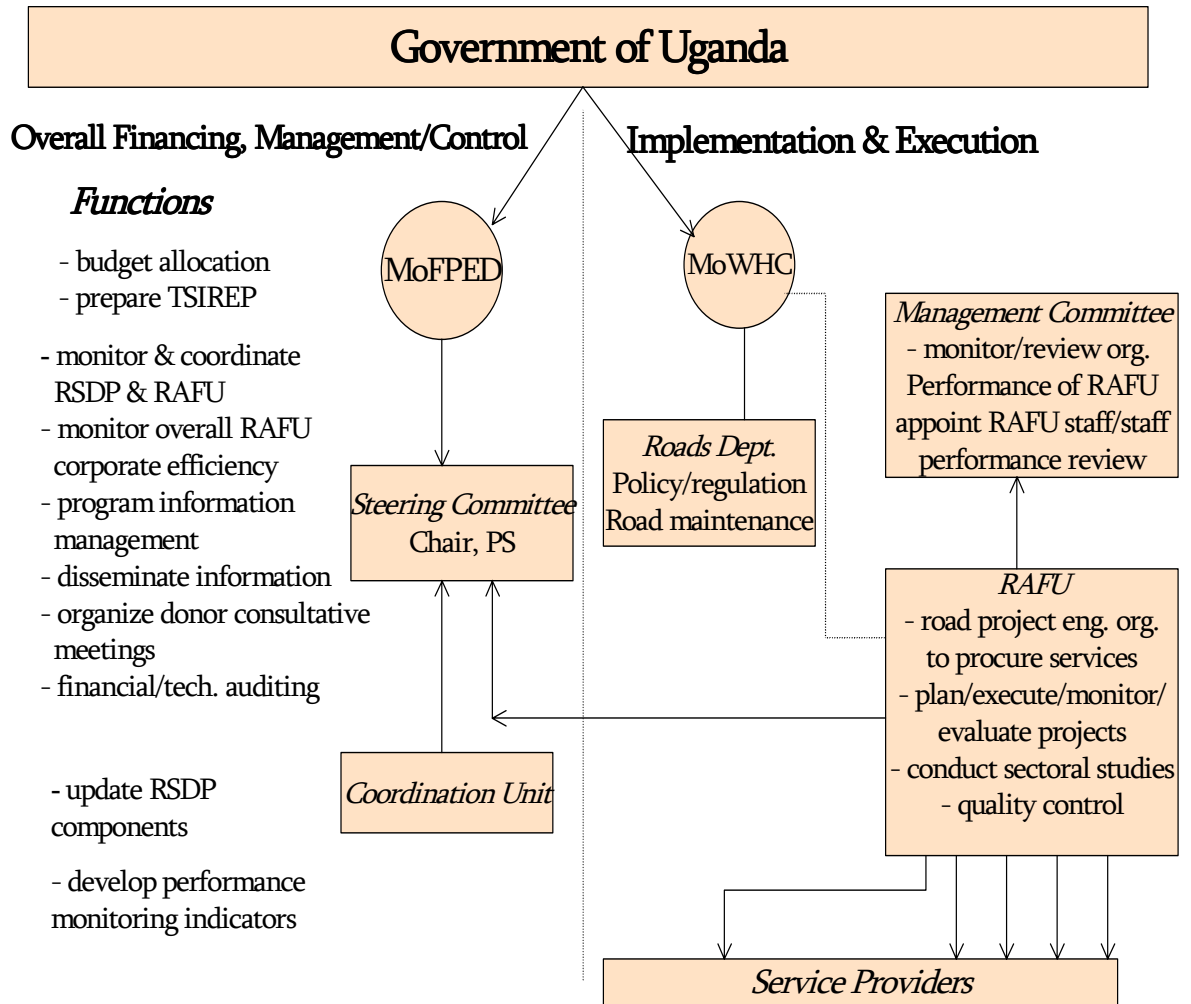 Government of Uganda
Overall Financing, Management/Control
Implementation & Execution
Functions
- budget allocation
- prepare TSIREP
- monitor & coordinate
RSDP & RAFU
- monitor overall RAFU
corporate efficiency
- program information
management
- disseminate information
- organize donor consultative
meetings
- financial/tech. auditing
- update RSDP
components
- develop performance
monitoring indicators
MoFPED
Steering Committee
Chair, PS
Coordination Unit
MoWHC
Roads Dept.
Policy/regulation
Road maintenance
Management Committee
- monitor/review org.
Performance of RAFU
appoint RAFU staff/staff
performance review
RAFU
- road project eng. org.
to procure services
- plan/execute/monitor/
evaluate projects
- conduct sectoral studies
- quality control
Service Providers